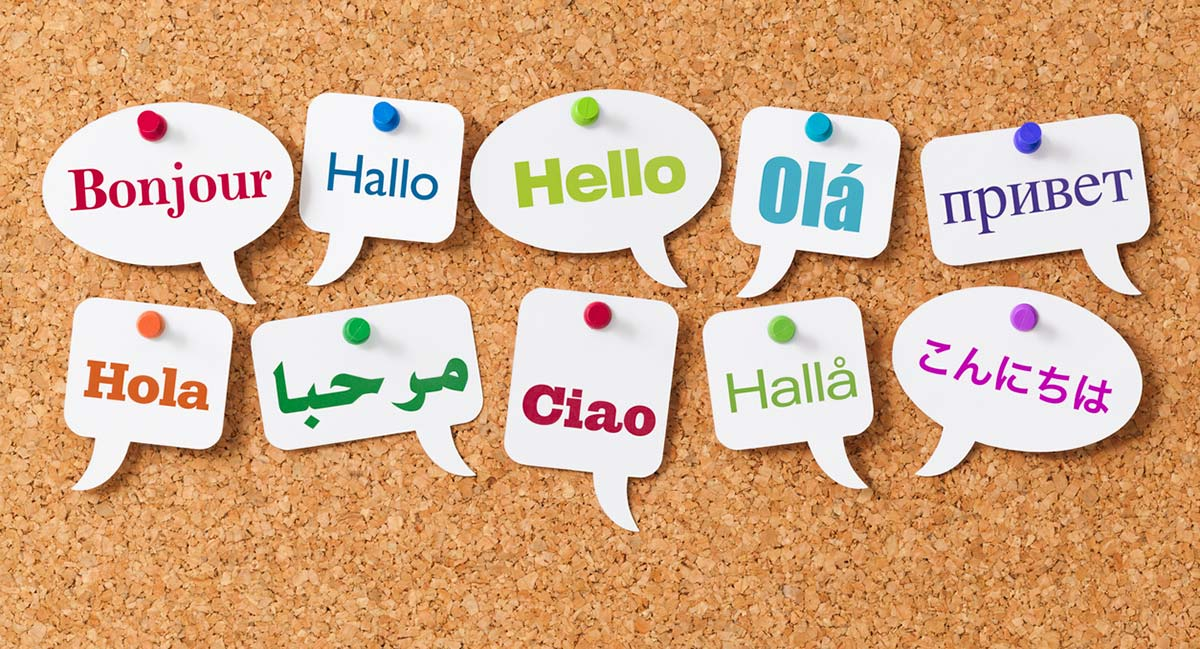 Bonjour
Hallo
Hello
Olá
привет
Hola
مرحبا
Ciao
Hallå
こんにちは